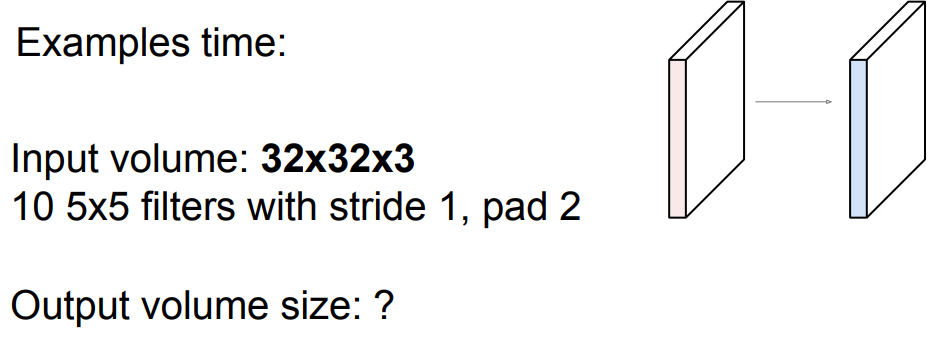 Examples time:
Input volume: 32x32x3
10 5x5 filters with stride 1, pad 2
Output volume size: ?